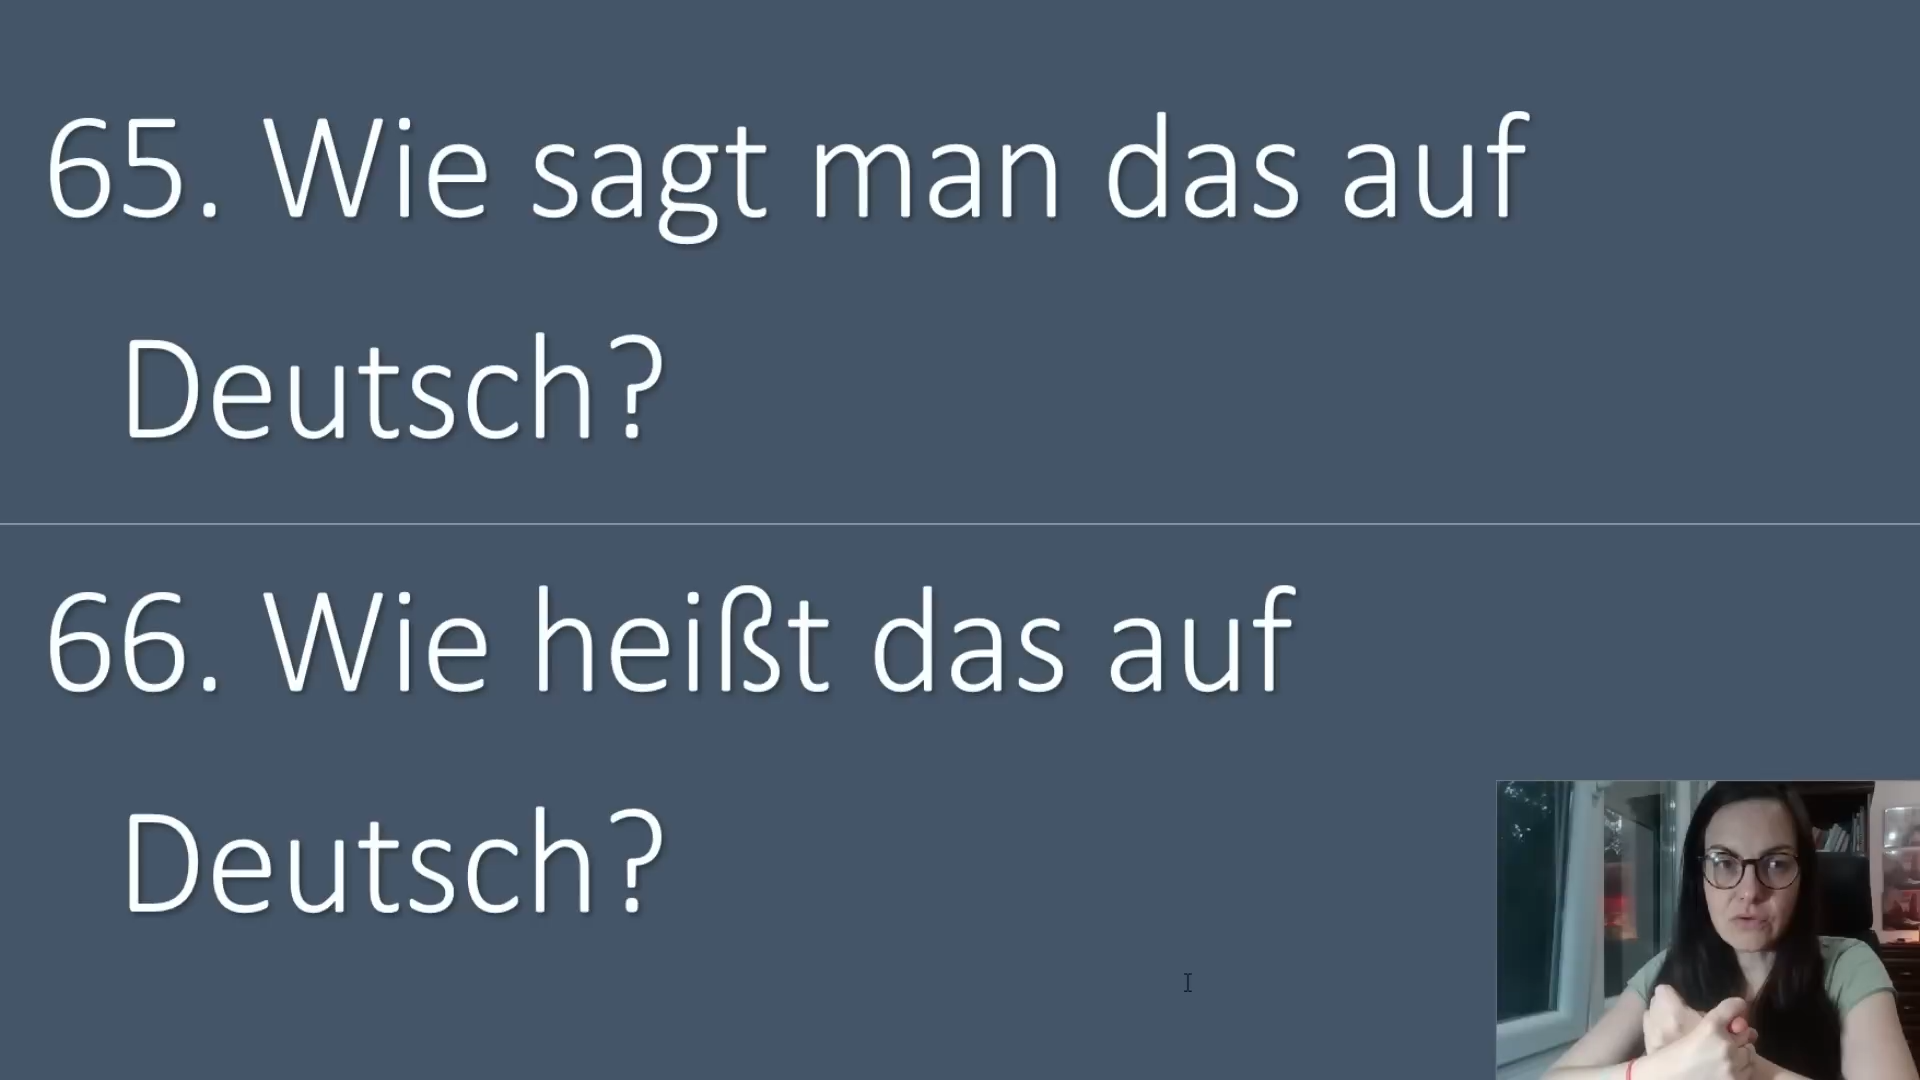 65. Wie sagt man das auf
Deutsch?
66. Wie heißt das auf
Deutsch?